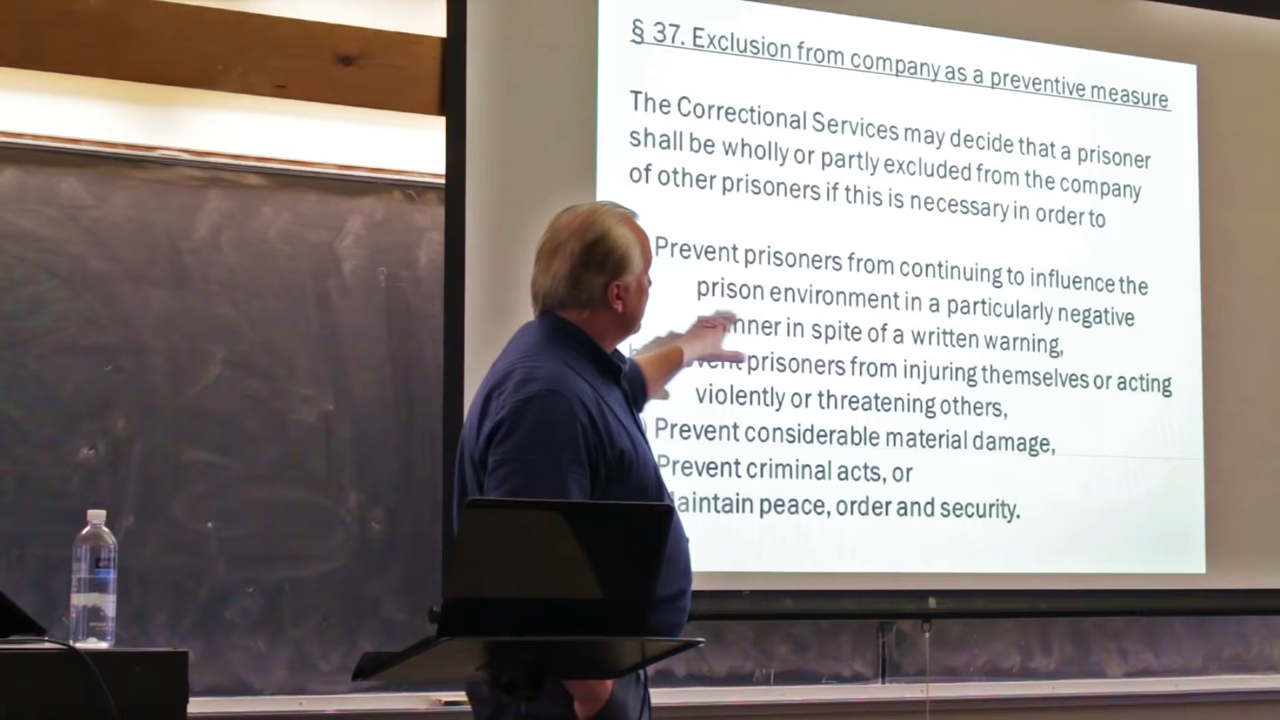 § 37. Exclusion from company as a preventive measure
The Correctional Services may decide that a prisoner
shall be wholly or partly excluded from the company
of other prisoners if this is necessary in order to
Prevent prisoners from continuing to influence the
prison environment in a particularly negative
in spite of a written warning,
prisoners from injuring themselves or acting
violently or threatening others,
Prevent considerable material damage,
Prevent criminal acts, or
peace, order and security.